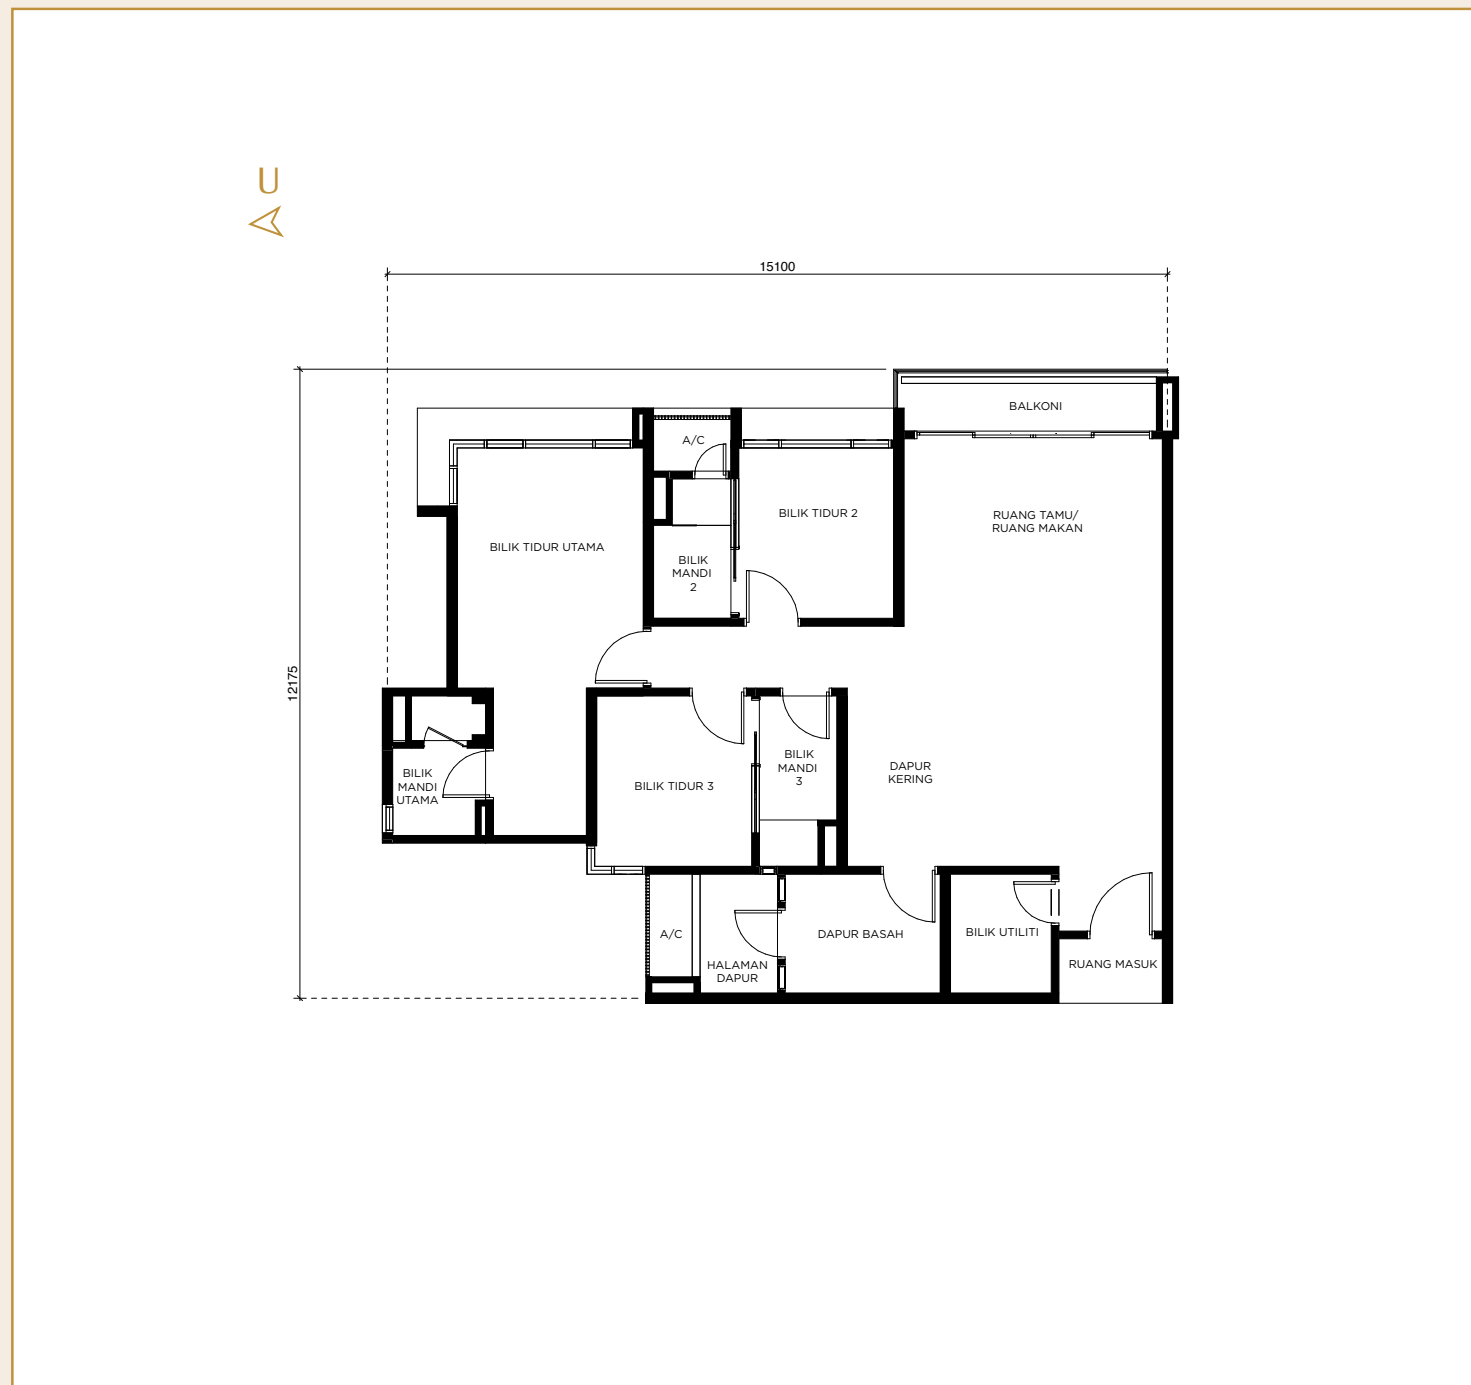 U
15100
BALKONI
A/C
BILIK TIDUR 2
RUANG TAMU/
RUANG MAKAN
BILIK TIDUR UTAMA
BILIK
MANDI
2
12175
BILIK
MANDI
UTAMA
BILIK TIDUR 3
BILIK
MANDI
3
DAPUR
KERING
A/C
HALAMAN
DAPUR
DAPUR BASAH
BILIK UTILITI
RUANG MASUK